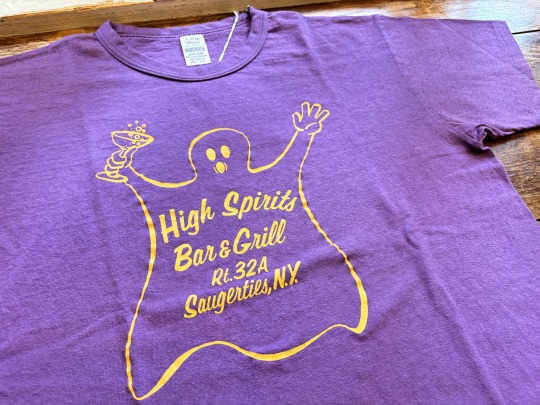 High Spirits
Bar & Grill
Rt. 32A
Saugerties, N.Y.